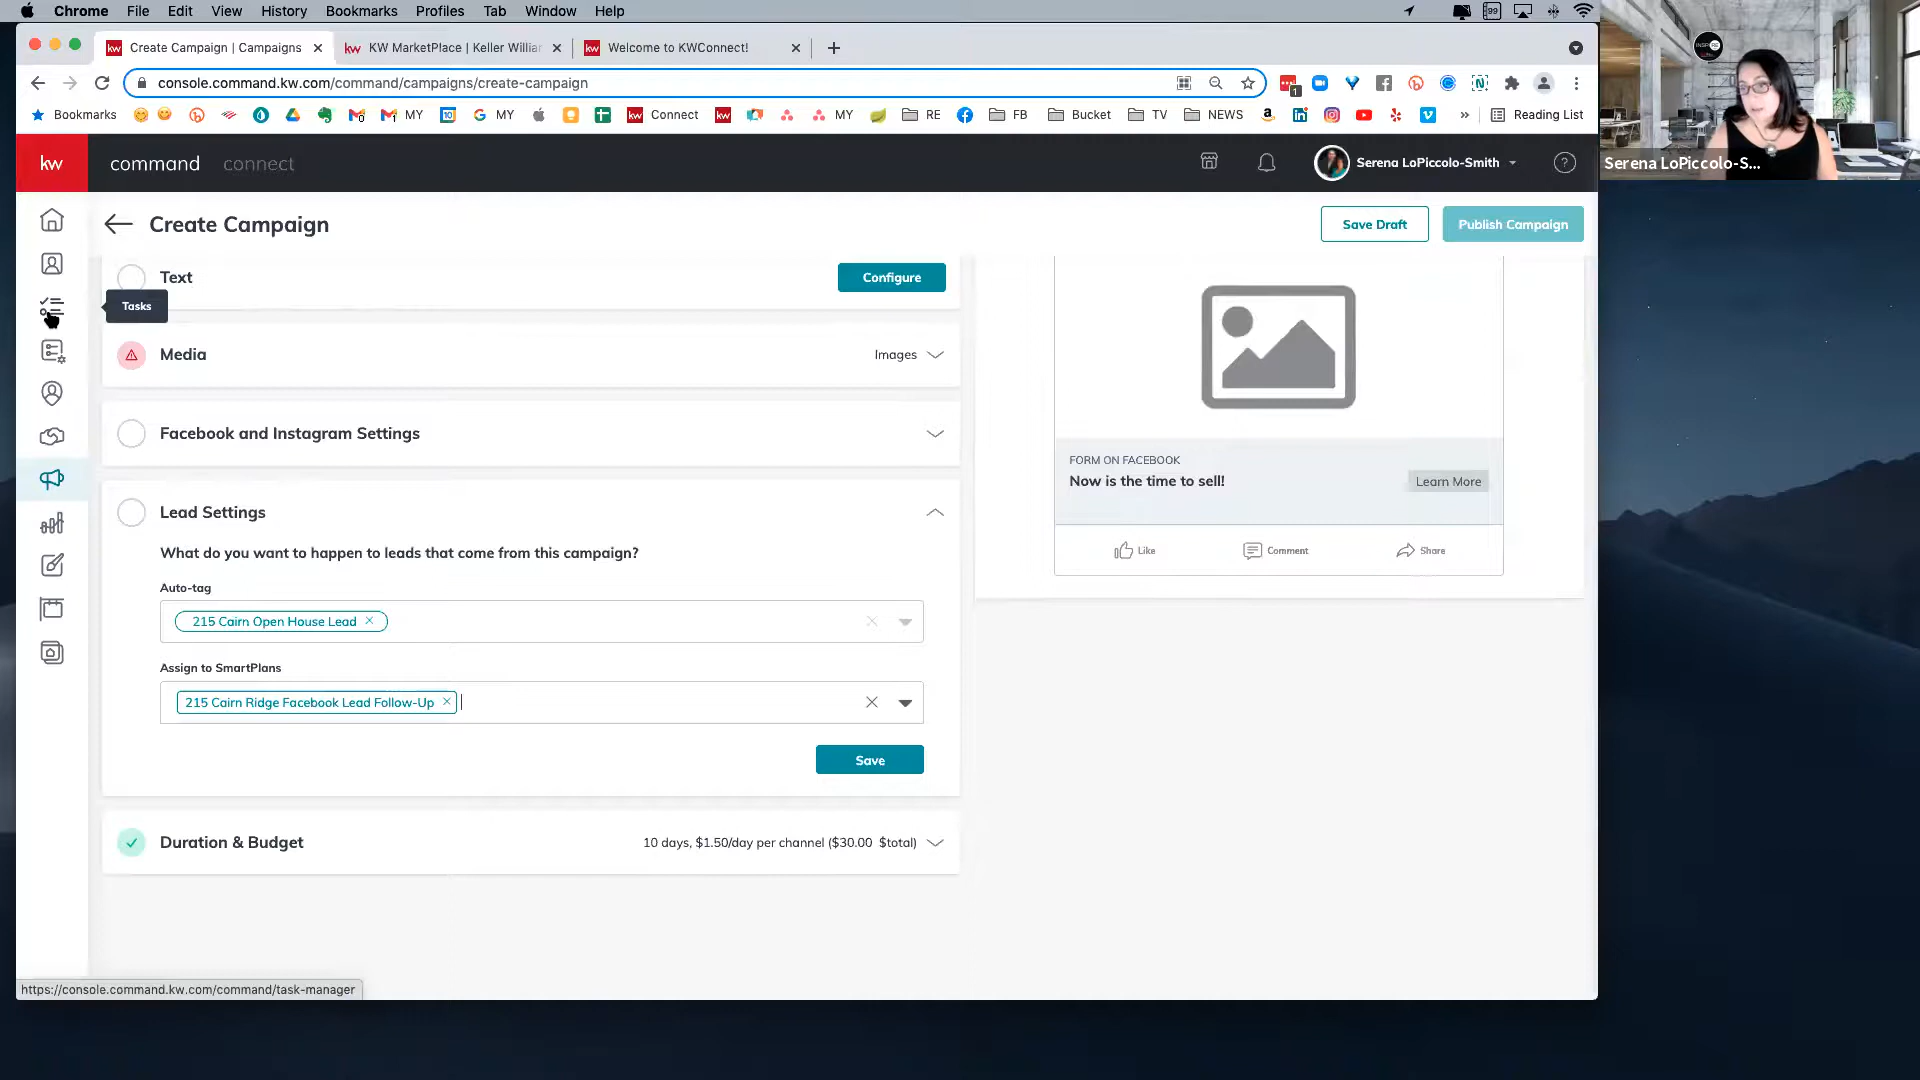 Chrome File Edit View History Bookmarks Profiles Tab Window Help
Create Campaign | Campaigns
KW MarketPlace | Keller Willia
Welcome to KWConnect!
console.command.kw.com/command/campaigns/create-campaign
Bookmarks MY MY Connect MY RE FB Bucket TV NEWS » Reading List
kw command connect
Serena LoPiccolo-Smith
INSPIRE
Serena LoPiccolo-S...
Create Campaign
Save Draft
Publish Campaign
Text
Configure
Tasks
Media
Images
Facebook and Instagram Settings
FORM ON FACEBOOK
Now is the time to sell!
Learn More
Like
Comment
Share
Lead Settings
What do you want to happen to leads that come from this campaign?
Auto-tag
215 Cairn Open House Lead
Assign to SmartPlans
215 Cairn Ridge Facebook Lead Follow-Up
Save
Duration & Budget
10 days, $1.50/day per channel ($30.00 $total)
https://console.command.kw.com/command/task-manager